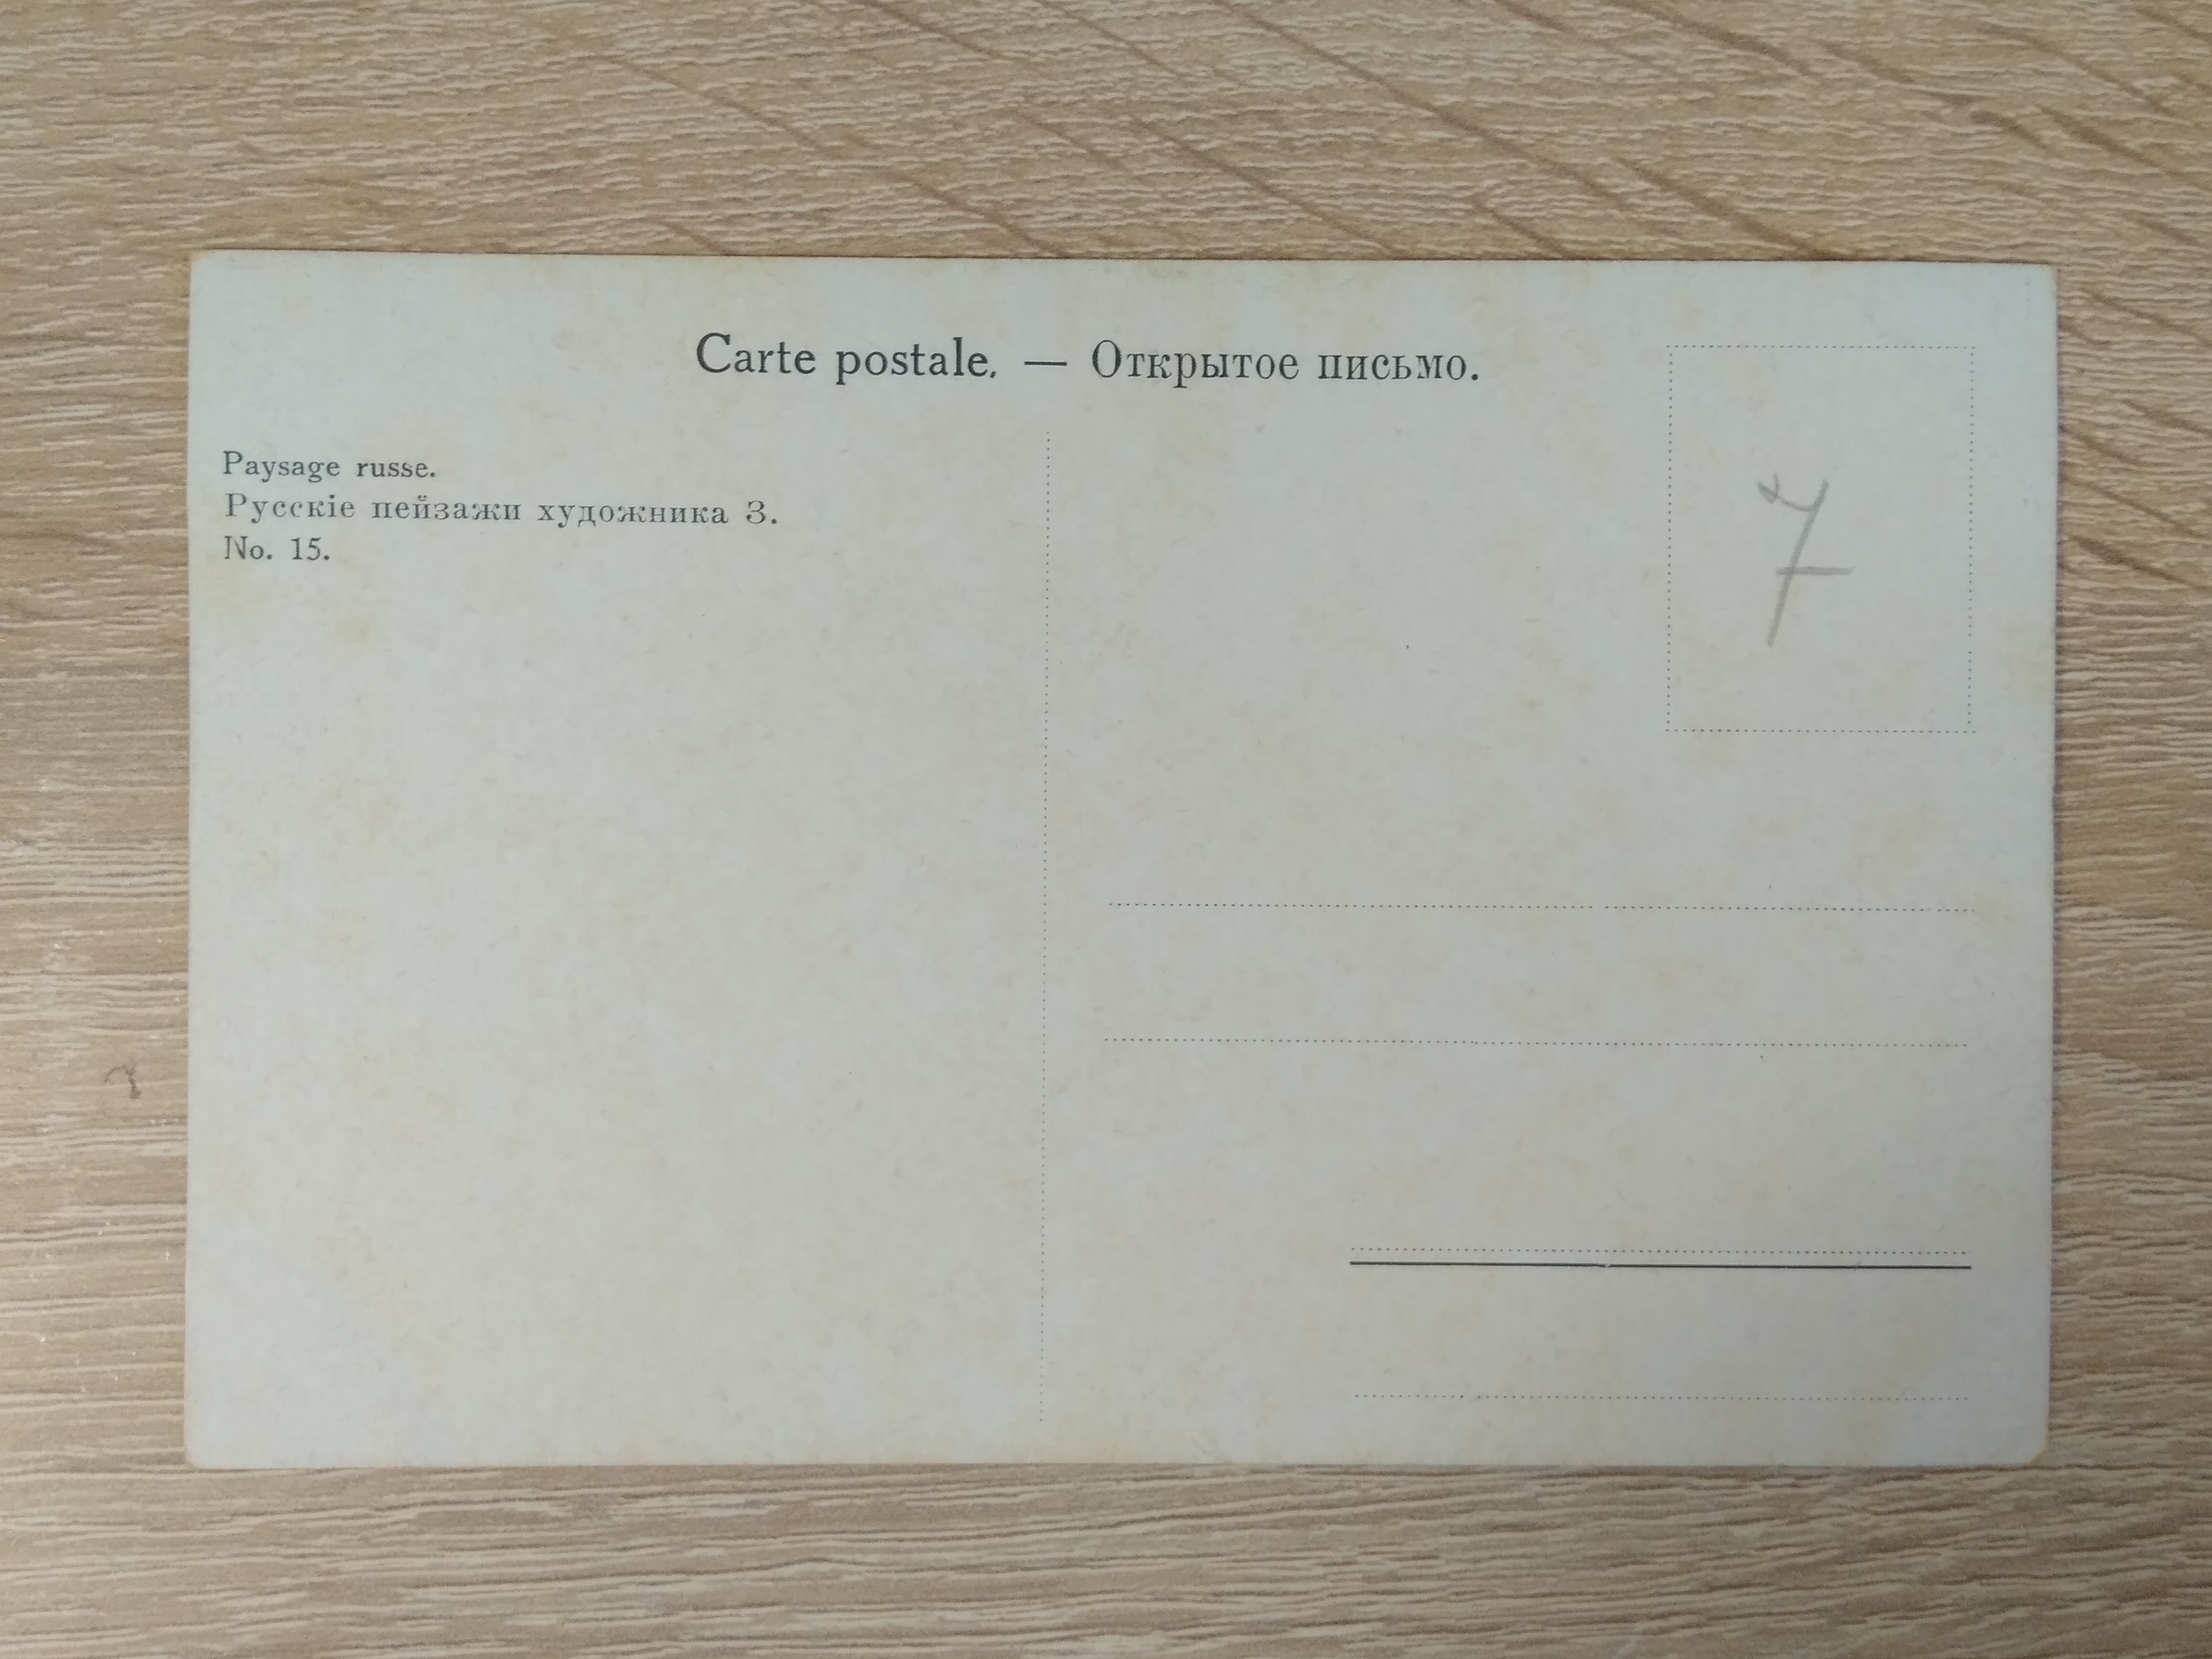 Carte postale. — Открытое письмо.
Paysage russe.
Русскіе пейзажи художника З.
No. 15.
7